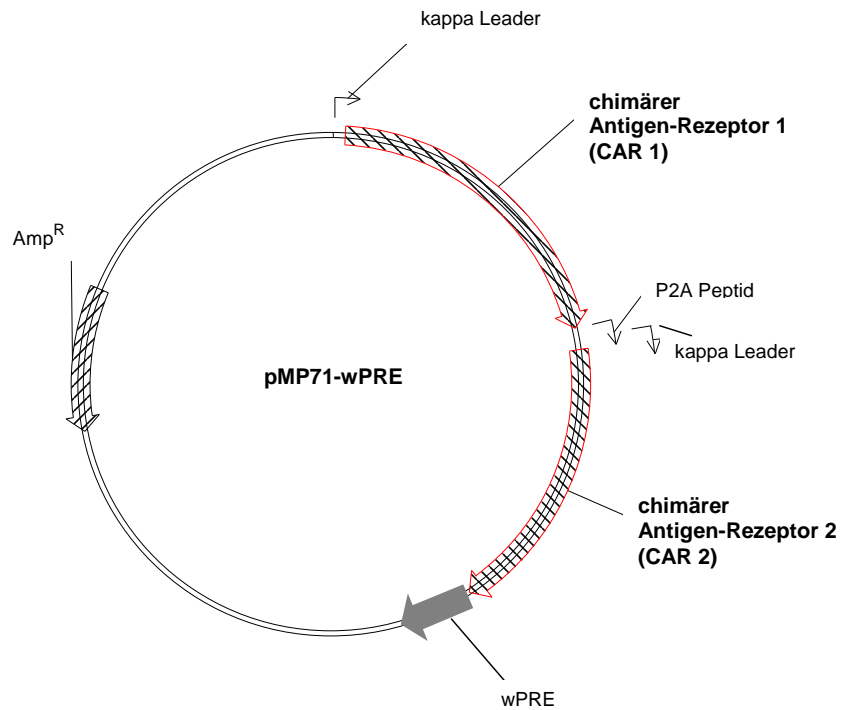 kappa Leader
chimärer
Antigen-Rezeptor 1
(CAR 1)
Amp^R
P2A Peptid
kappa Leader
pMP71-wPRE
chimärer
Antigen-Rezeptor 2
(CAR 2)
wPRE